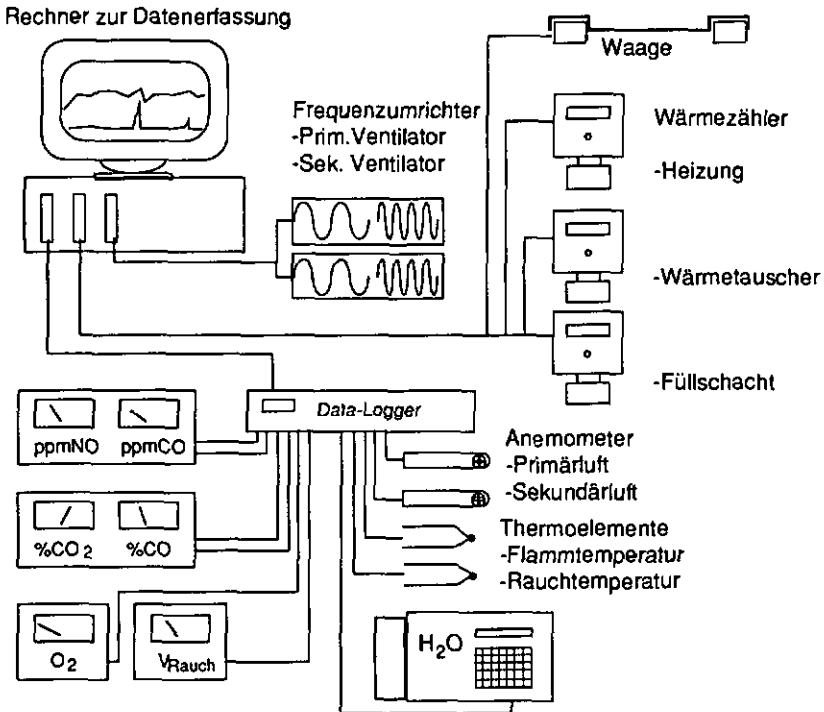 Rechner zur Datenerfassung
Waage
Frequenzumrichter
-Prim.Ventilator
-Sek. Ventilator
Wärmezähler
-Heizung
-Wärmetauscher
-Füllschacht
Data-Logger
ppmNO ppmCO
Anemometer
-Primärluft
-Sekundärluft
%CO₂ %CO
Thermoelemente
-Flammtemperatur
-Rauchtemperatur
O₂ VRauch
H₂O